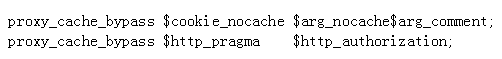 proxy_cache_bypass $cookie_nocache $arg_nocache$arg_comment;
proxy_cache_bypass $http_pragma    $http_authorization;